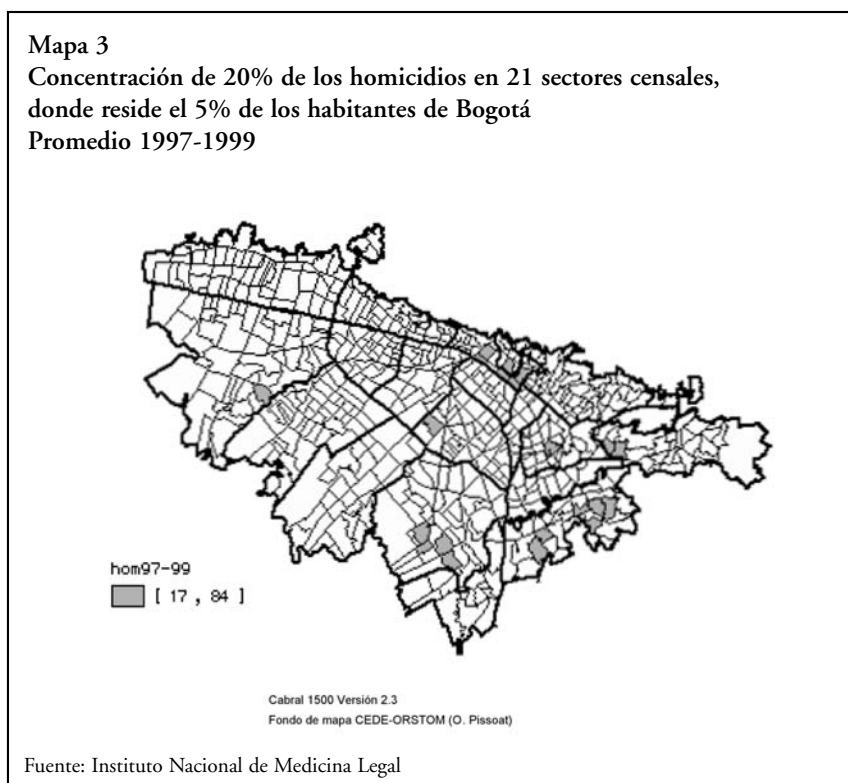 Mapa 3
Concentración de 20% de los homicidios en 21 sectores censales,
donde reside el 5% de los habitantes de Bogotá
Promedio 1997-1999
hom97-99
[ 17 , 84 ]
Cabral 1500 Versión 2.3
Fondo de mapa CEDE-ORSTOM (O. Pissoat)
Fuente: Instituto Nacional de Medicina Legal